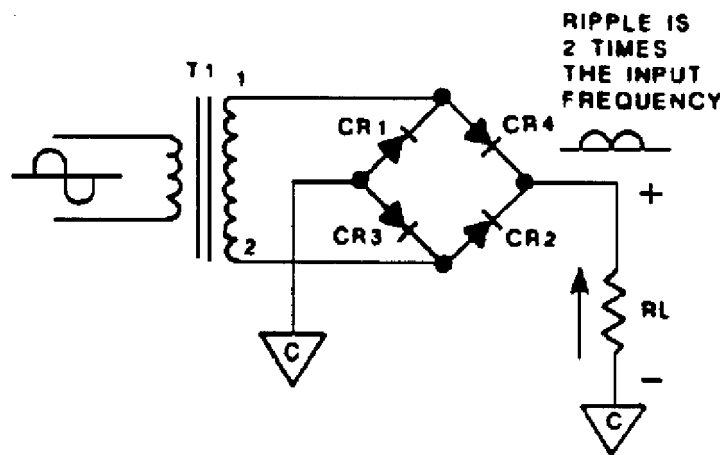 RIPPLE IS
2 TIMES
THE INPUT
FREQUENCY
T1
1
CR1
CR4
+
CR3
CR2
2
RL
C
−
C